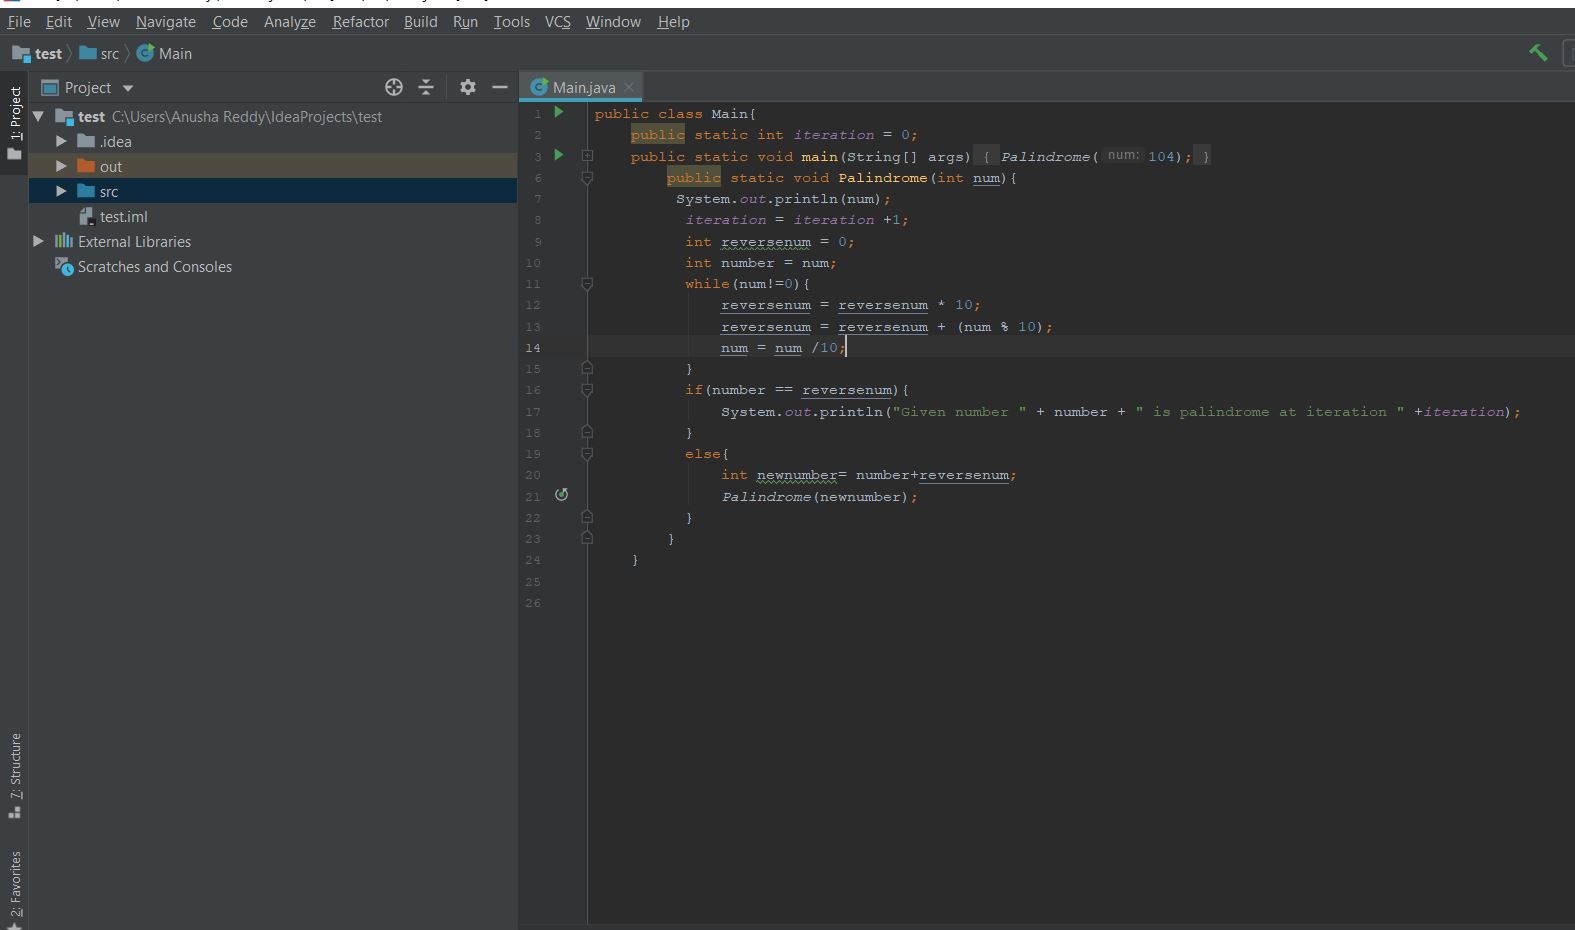 File Edit View Navigate Code Analyze Refactor Build Run Tools VCS Window Help
test src Main
1: Project
Project
test C:\Users\Anusha Reddy\IdeaProjects\test
.idea
out
src
test.iml
External Libraries
Scratches and Consoles
7: Structure
2: Favorites
Main.java
1 public class Main{
2 public static int iteration = 0;
3 public static void main(String[] args) { Palindrome( num: 104); }
6 public static void Palindrome(int num){
7 System.out.println(num);
8 iteration = iteration +1;
9 int reversenum = 0;
10 int number = num;
11 while(num!=0){
12 reversenum = reversenum * 10;
13 reversenum = reversenum + (num % 10);
14 num = num /10;
15 }
16 if(number == reversenum){
17 System.out.println("Given number " + number + " is palindrome at iteration " +iteration);
18 }
19 else{
20 int newnumber= number+reversenum;
21 Palindrome(newnumber);
22 }
23 }
24 }
25
26